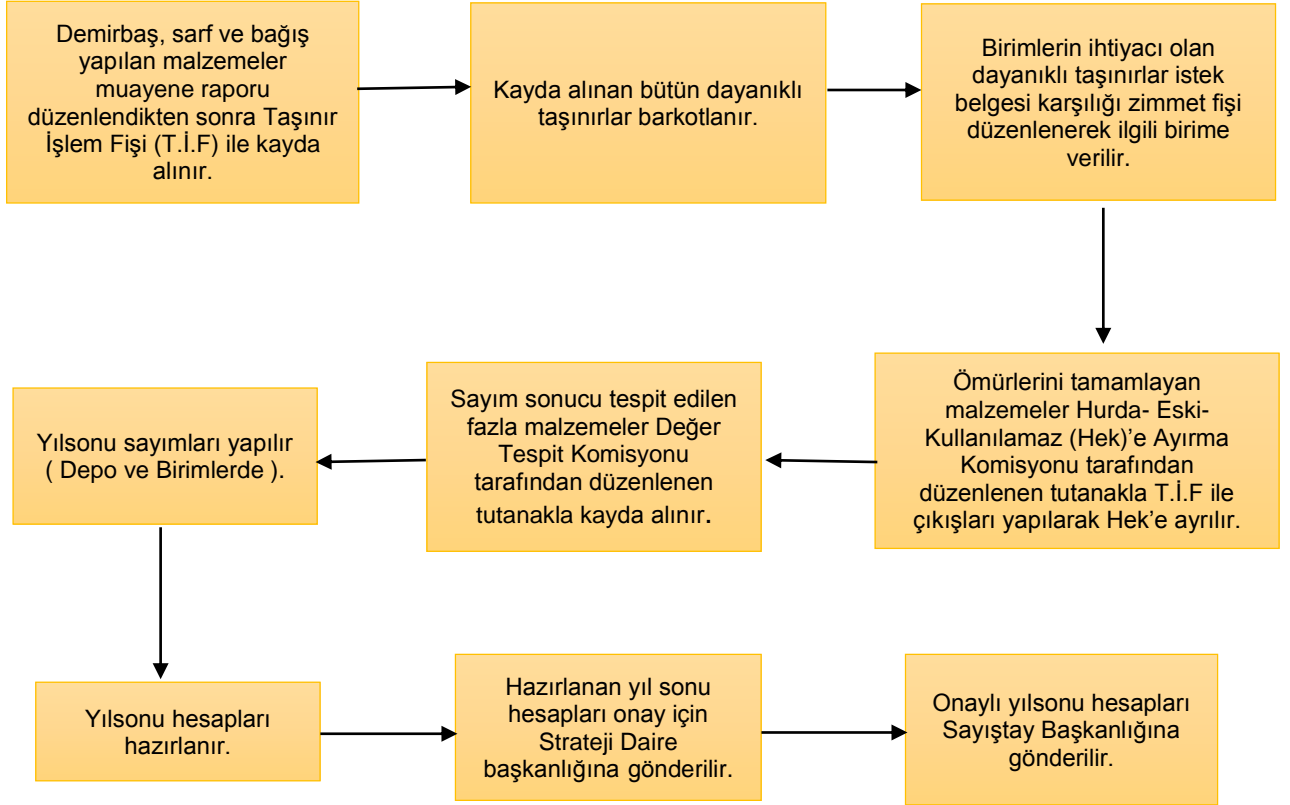 Demirbaş, sarf ve bağış
yapılan malzemeler
muayene raporu
düzenlendikten sonra Taşınır
İşlem Fişi (T.İ.F) ile kayda
alınır.
Kayda alınan bütün dayanıklı
taşınırlar barkotlanır.
Birimlerin ihtiyacı olan
dayanıklı taşınırlar istek
belgesi karşılığı zimmet fişi
düzenlenerek ilgili birime
verilir.
Ömürlerini tamamlayan
malzemeler Hurda- Eski-
Kullanılamaz (Hek)’e Ayırma
Komisyonu tarafından
düzenlenen tutanakla T.İ.F ile
çıkışları yapılarak Hek’e ayrılır.
Sayım sonucu tespit edilen
fazla malzemeler Değer
Tespit Komisyonu
tarafından düzenlenen
tutanakla kayda alınır.
Yılsonu sayımları yapılır
( Depo ve Birimlerde ).
Yılsonu hesapları
hazırlanır.
Hazırlanan yıl sonu
hesapları onay için
Strateji Daire
başkanlığına gönderilir.
Onaylı yılsonu hesapları
Sayıştay Başkanlığına
gönderilir.